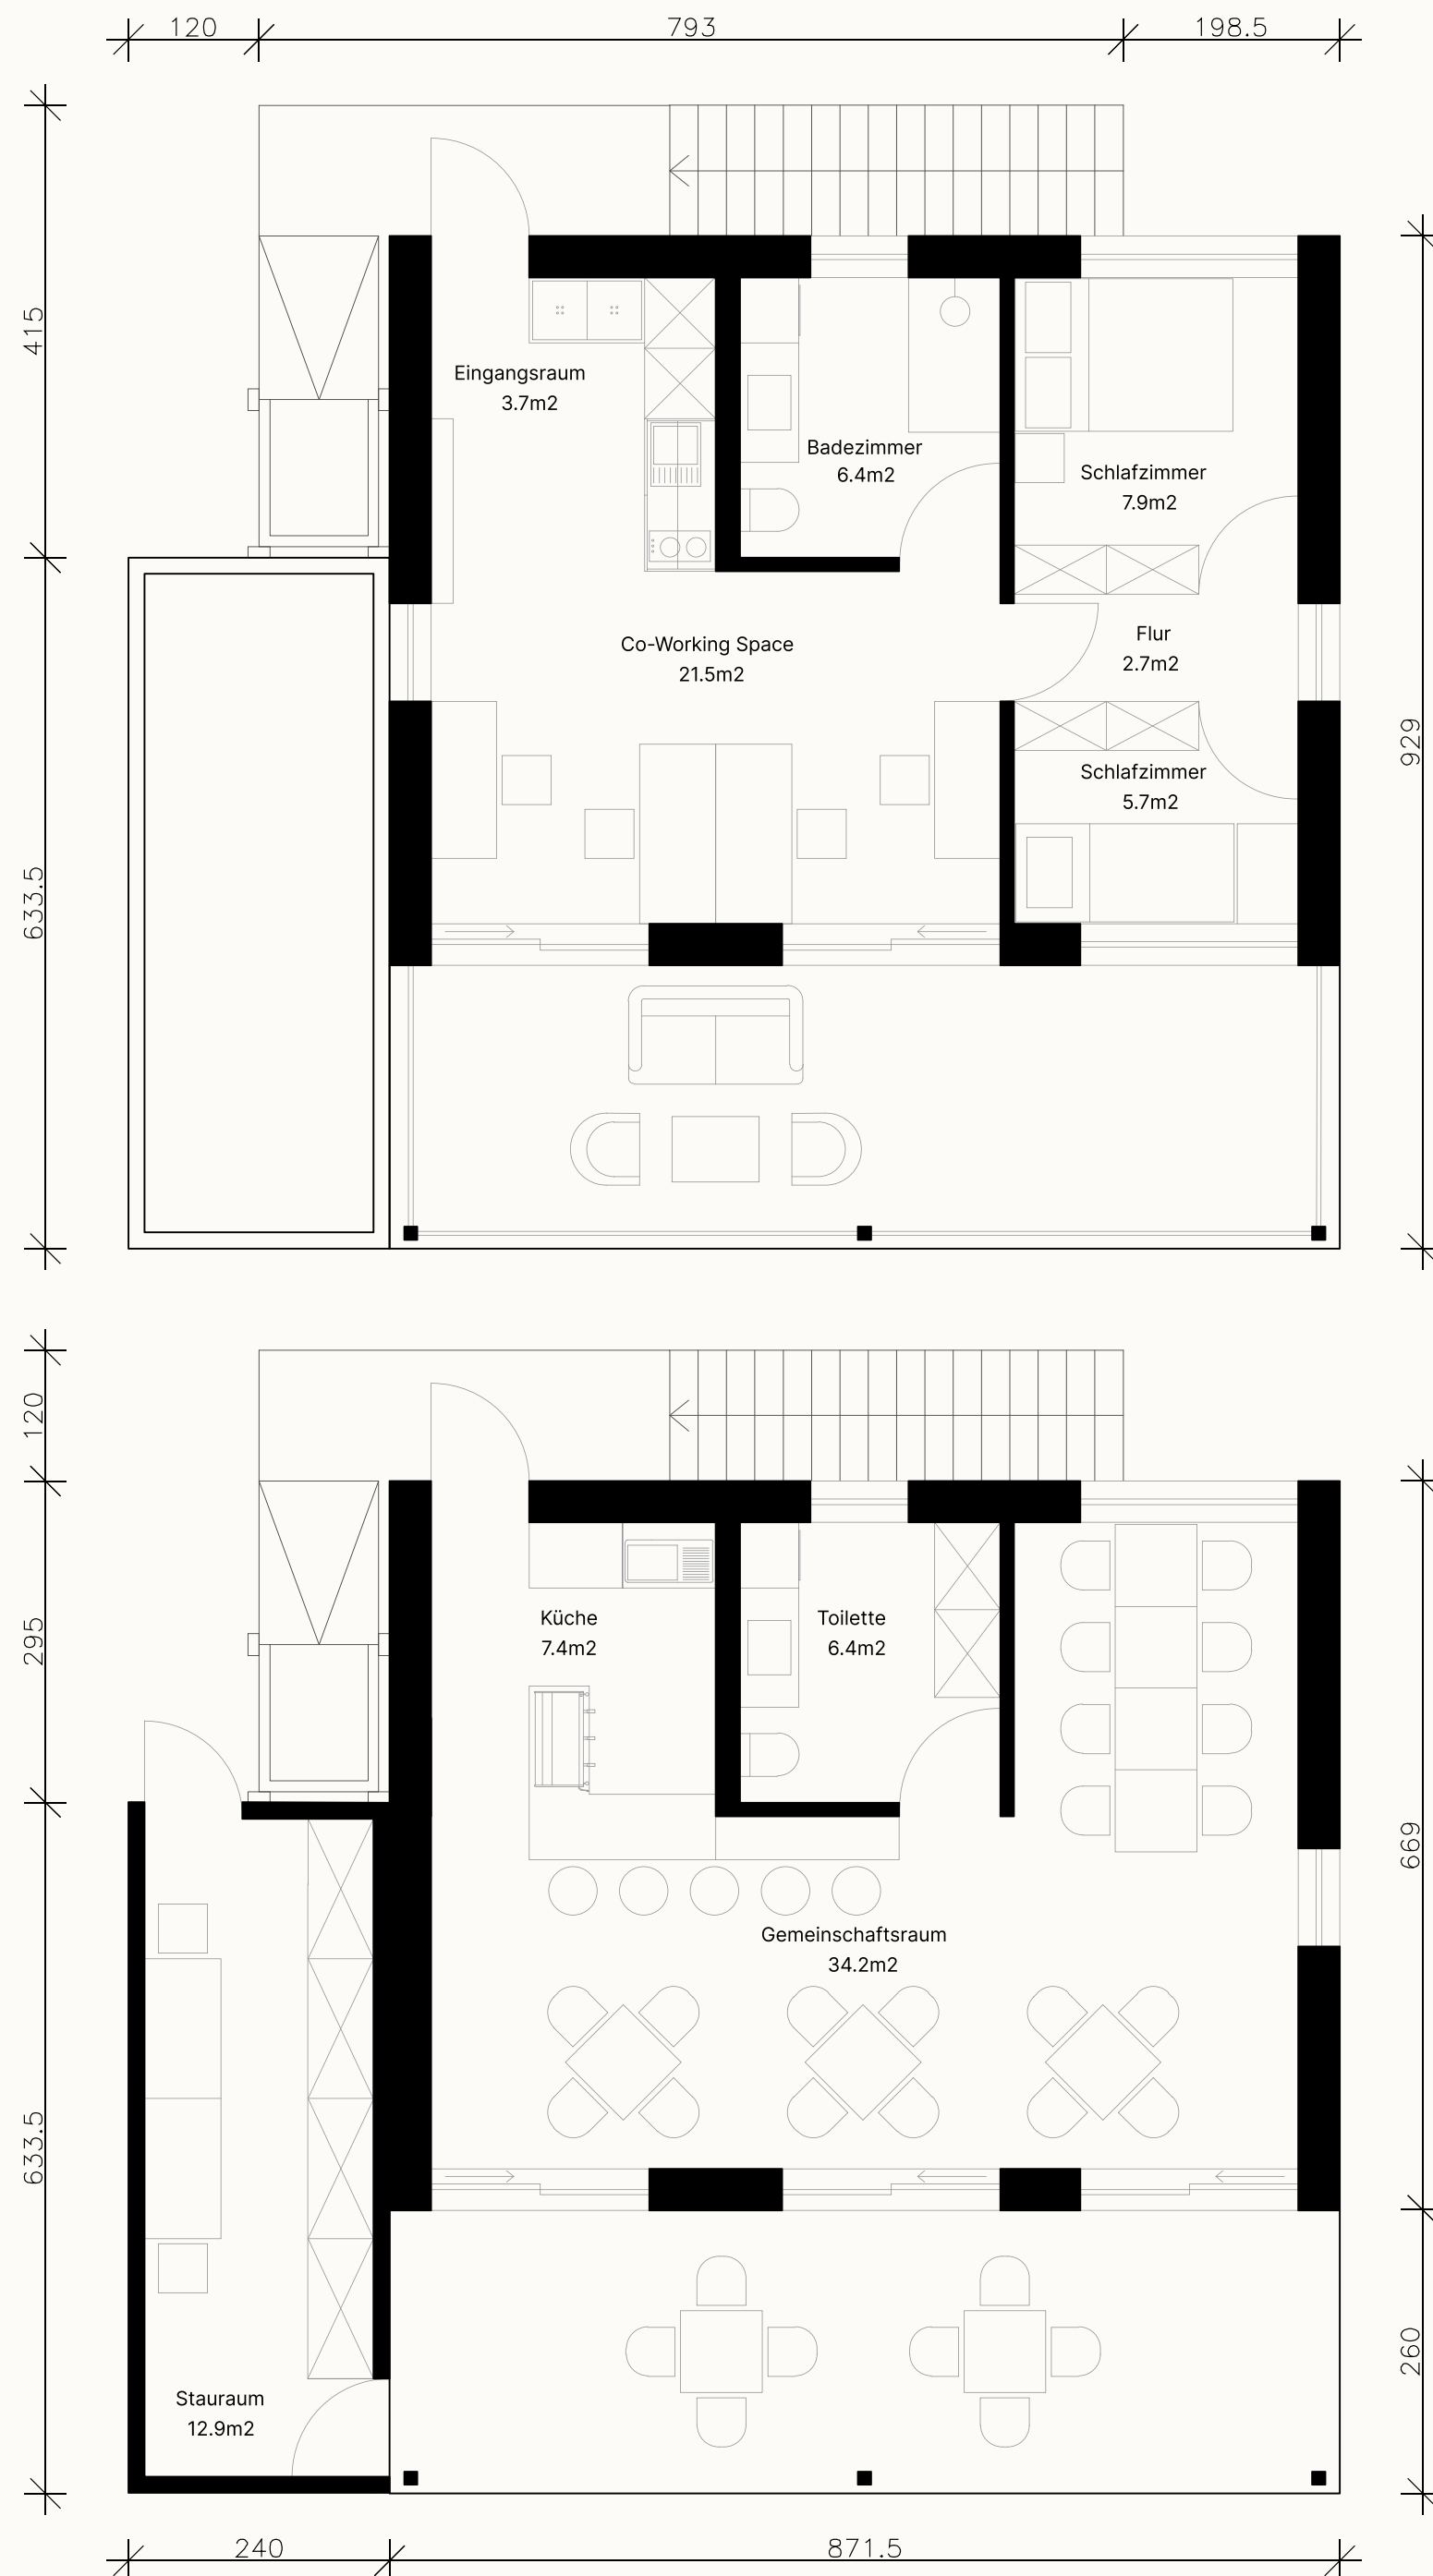 120
793
198.5
415
Eingangsraum
3.7m2
Badezimmer
6.4m2
Schlafzimmer
7.9m2
Flur
2.7m2
Co-Working Space
21.5m2
929
Schlafzimmer
5.7m2
633.5
120
295
Küche
7.4m2
Toilette
6.4m2
669
Gemeinschaftsraum
34.2m2
633.5
260
Stauraum
12.9m2
240
871.5